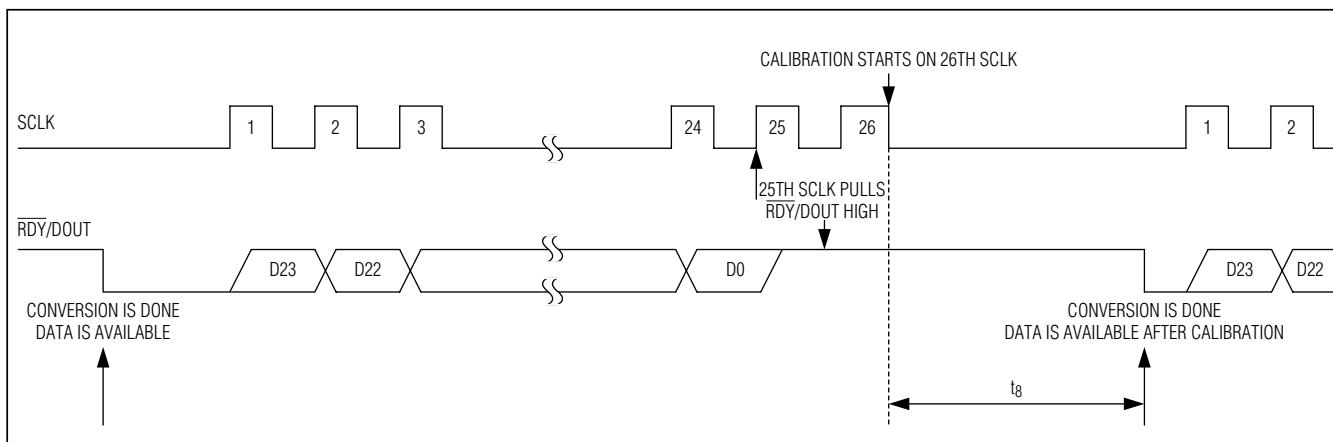 CALIBRATION STARTS ON 26TH SCLK
SCLK
1
2
3
24
25
26
1
2
25TH SCLK PULLS
RDY/DOUT HIGH
RDY/DOUT
D23
D22
D0
D23
D22
CONVERSION IS DONE
DATA IS AVAILABLE
CONVERSION IS DONE
DATA IS AVAILABLE AFTER CALIBRATION
t8